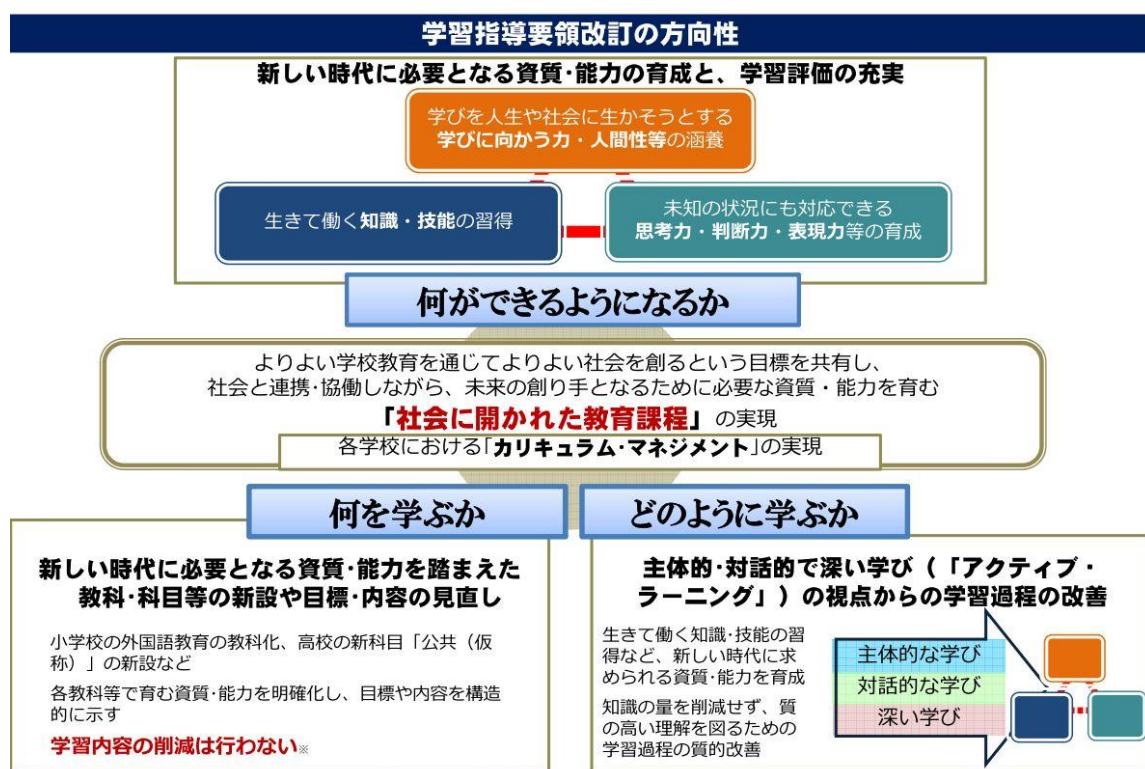 学習指導要領改訂の方向性
新しい時代に必要となる資質･能力の育成と、学習評価の充実
学びを人生や社会に生かそうとする
学びに向かう力・人間性等の涵養
生きて働く知識・技能の習得
未知の状況にも対応できる
思考力・判断力・表現力等の育成
何ができるようになるか
よりよい学校教育を通じてよりよい社会を創るという目標を共有し、
社会と連携･協働しながら、未来の創り手となるために必要な資質・能力を育む
「社会に開かれた教育課程」の実現
各学校における｢カリキュラム･マネジメント｣の実現
何を学ぶか
新しい時代に必要となる資質･能力を踏まえた
教科･科目等の新設や目標･内容の見直し
小学校の外国語教育の教科化、高校の新科目「公共（仮
称）」の新設など
各教科等で育む資質･能力を明確化し、目標や内容を構造
的に示す
学習内容の削減は行わない※
どのように学ぶか
主体的･対話的で深い学び（「アクティブ・
ラーニング」）の視点からの学習過程の改善
生きて働く知識･技能の習
得など、新しい時代に求
められる資質･能力を育成
知識の量を削減せず、質
の高い理解を図るための
学習過程の質的改善
主体的な学び
対話的な学び
深い学び